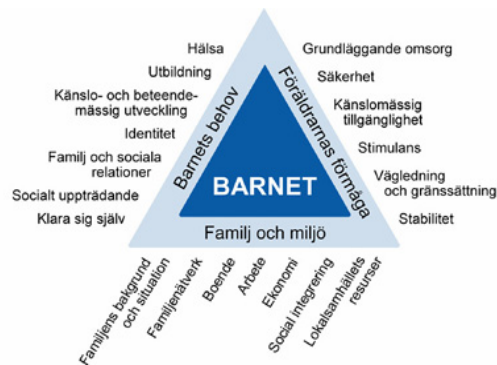 Hälsa
Utbildning
Känslo- och beteende-
mässig utveckling
Identitet
Familj och sociala
relationer
Socialt uppträdande
Klara sig själv
Barnets behov
BARNET
Föräldrarnas förmåga
Grundläggande omsorg
Säkerhet
Känslomässig
tillgänglighet
Stimulans
Vägledning
och gränssättning
Stabilitet
Familj och miljö
Familjens bakgrund
och situation
Familjenätverk
Boende
Arbete
Ekonomi
Social integrering
Lokalsamhällets
resurser